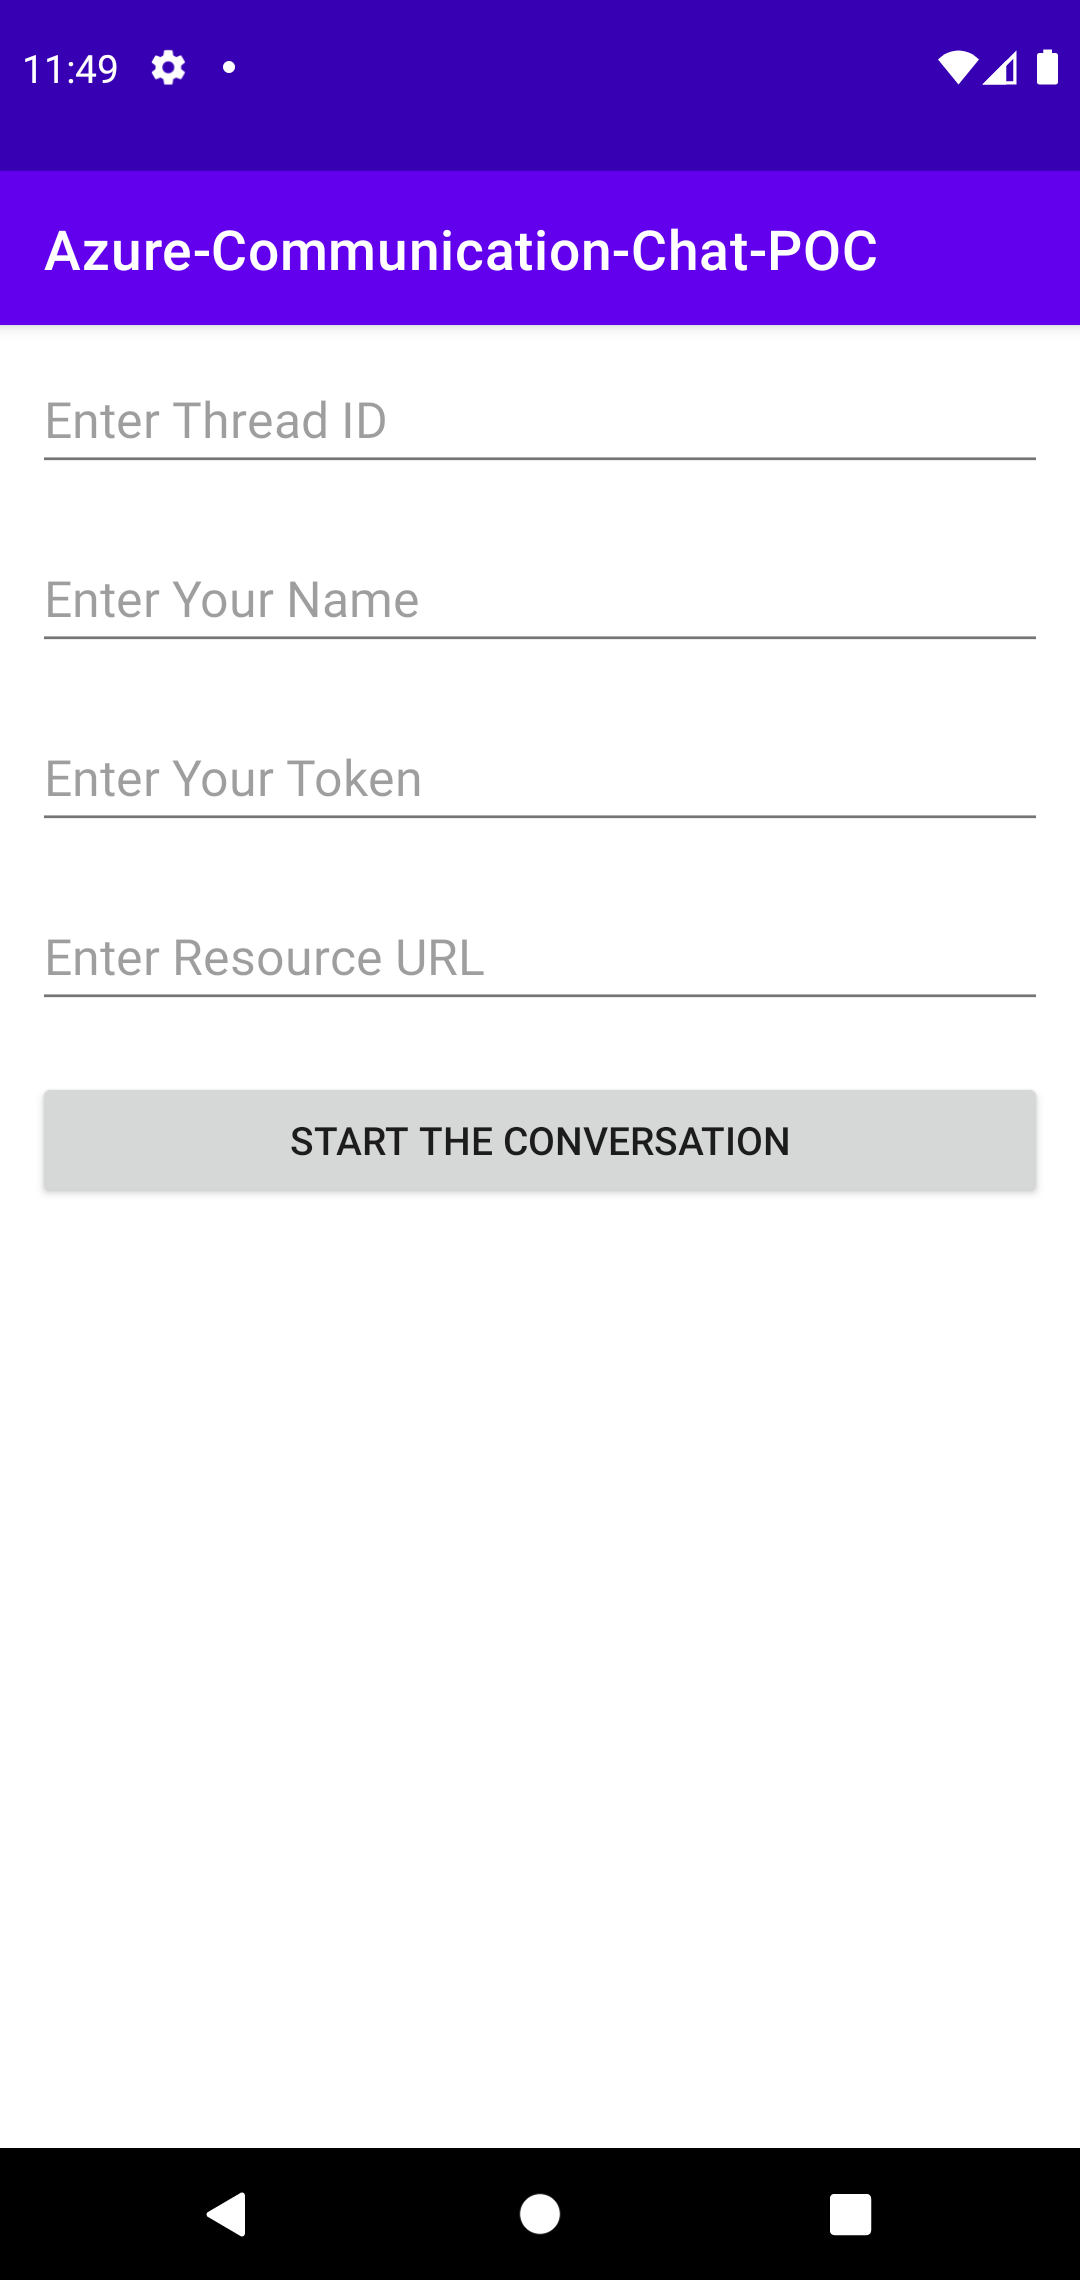 11:49
Azure-Communication-Chat-POC
Enter Thread ID
Enter Your Name
Enter Your Token
Enter Resource URL
START THE CONVERSATION